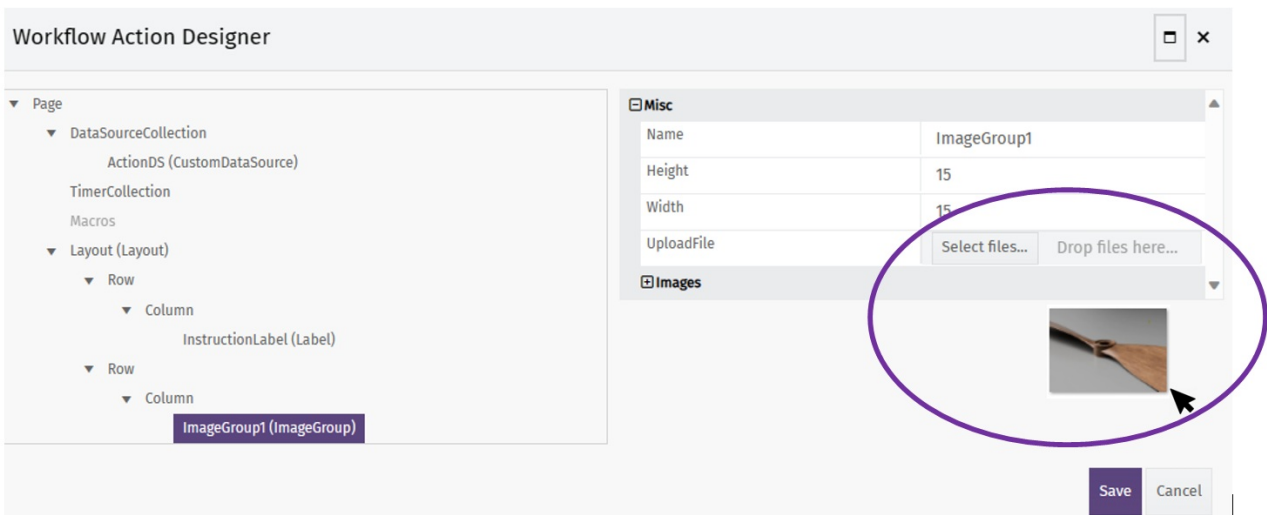 Workflow Action Designer
Page
DataSourceCollection
ActionDS (CustomDataSource)
TimerCollection
Macros
Layout (Layout)
Row
Column
InstructionLabel (Label)
Row
Column
ImageGroup1 (ImageGroup)
Misc
Name ImageGroup1
Height 15
Width 15
UploadFile Select files... Drop files here...
Images
Save Cancel